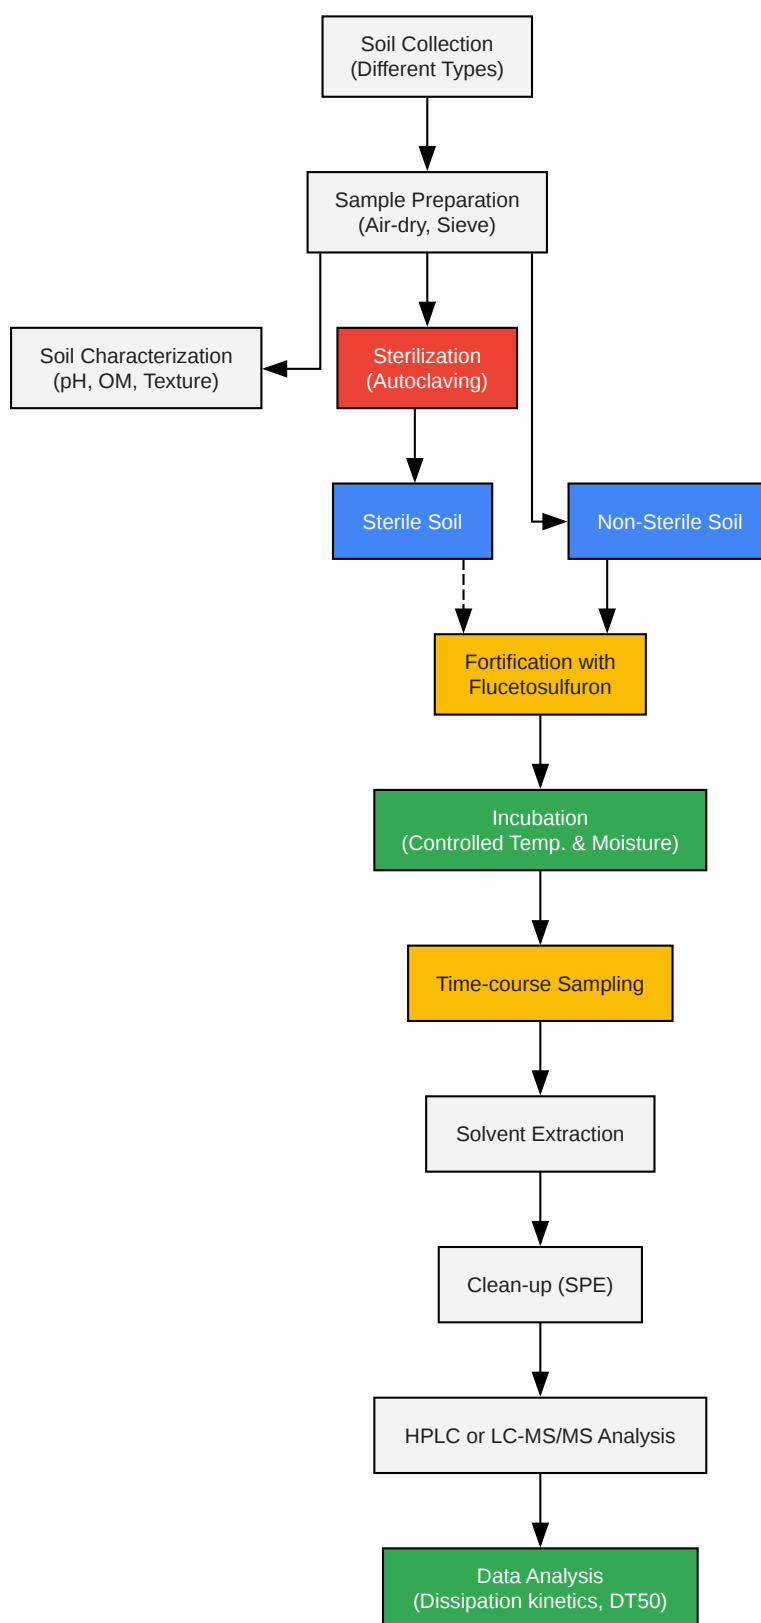 Soil Collection
(Different Types)
Sample Preparation
(Air-dry, Sieve)
Soil Characterization
(pH, OM, Texture)
Sterilization
(Autoclaving)
Sterile Soil
Non-Sterile Soil
Fortification with
Flucetosulfuron
Incubation
(Controlled Temp. & Moisture)
Time-course Sampling
Solvent Extraction
Clean-up (SPE)
HPLC or LC-MS/MS Analysis
Data Analysis
(Dissipation kinetics, DT50)